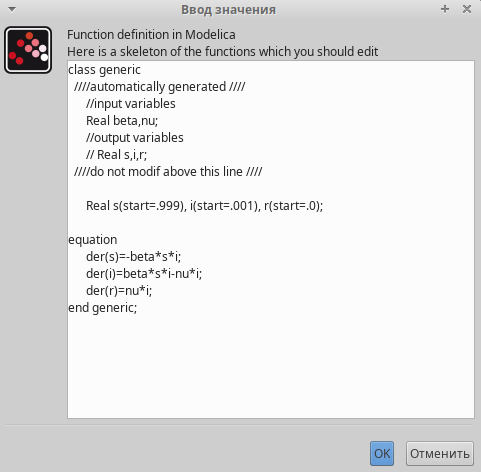 Ввод значения
Function definition in Modelica
Here is a skeleton of the functions which you should edit
class generic
////automatically generated ////
//input variables
Real beta,nu;
//output variables
// Real s,i,r;
////do not modif above this line ////
Real s(start=.999), i(start=.001), r(start=.0);
equation
der(s)=-beta*s*i;
der(i)=beta*s*i-nu*i;
der(r)=nu*i;
end generic;
OK
Отменить